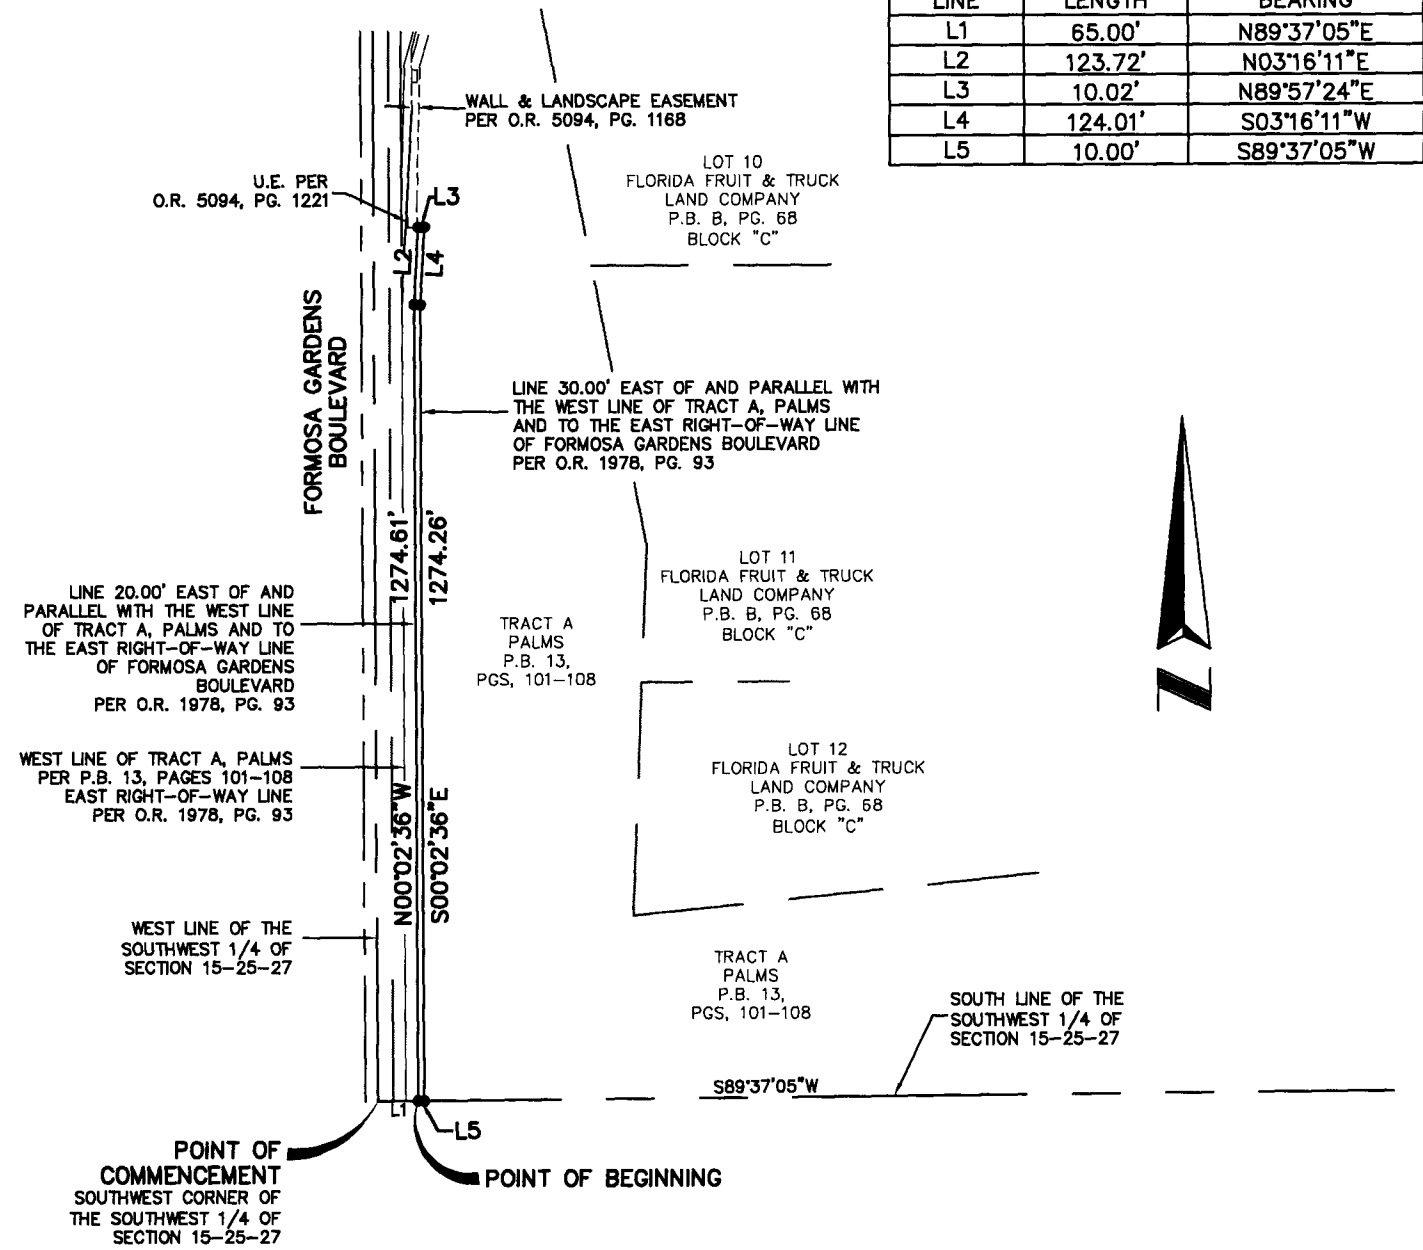 LINE LENGTH BEARING
L1 65.00' N89°37'05"E
L2 123.72' N03°16'11"E
L3 10.02' N89°57'24"E
L4 124.01' S03°16'11"W
L5 10.00' S89°37'05"W
WALL & LANDSCAPE EASEMENT
PER O.R. 5094, PG. 1168
U.E. PER
O.R. 5094, PG. 1221
L3
L2
L4
LOT 10
FLORIDA FRUIT & TRUCK
LAND COMPANY
P.B. B, PG. 68
BLOCK "C"
FORMOSA GARDENS
BOULEVARD
LINE 30.00' EAST OF AND PARALLEL WITH
THE WEST LINE OF TRACT A, PALMS
AND TO THE EAST RIGHT-OF-WAY LINE
OF FORMOSA GARDENS BOULEVARD
PER O.R. 1978, PG. 93
1274.61'
1274.26'
LINE 20.00' EAST OF AND
PARALLEL WITH THE WEST LINE
OF TRACT A, PALMS AND TO
THE EAST RIGHT-OF-WAY LINE
OF FORMOSA GARDENS
BOULEVARD
PER O.R. 1978, PG. 93
TRACT A
PALMS
P.B. 13,
PGS, 101-108
LOT 11
FLORIDA FRUIT & TRUCK
LAND COMPANY
P.B. B, PG. 68
BLOCK "C"
WEST LINE OF TRACT A, PALMS
PER P.B. 13, PAGES 101-108
EAST RIGHT-OF-WAY LINE
PER O.R. 1978, PG. 93
N00°02'36"W
S00°02'36"E
LOT 12
FLORIDA FRUIT & TRUCK
LAND COMPANY
P.B. B, PG. 68
BLOCK "C"
N
WEST LINE OF THE
SOUTHWEST 1/4 OF
SECTION 15-25-27
TRACT A
PALMS
P.B. 13,
PGS, 101-108
SOUTH LINE OF THE
SOUTHWEST 1/4 OF
SECTION 15-25-27
S89°37'05"W
L1
L5
POINT OF
COMMENCEMENT
SOUTHWEST CORNER OF
THE SOUTHWEST 1/4 OF
SECTION 15-25-27
POINT OF BEGINNING